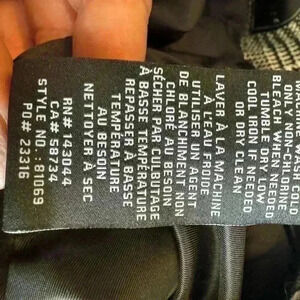 MACHINE WASH COLD
ONLY NON-CHLORINE
BLEACH WHEN NEEDED
TUMBLE DRY LOW
COOL IRON IF NEEDED
OR DRY CLEAN
LAVER À LA MACHINE
À L'EAU FROIDE
UTILISER UN AGENT
DE BLANCHIMENT NON
CHLORÉ AU BESOIN
SÉCHER PAR CULBUTAGE
À BASSE TEMPÉRATURE
REPASSER À BASSE
TEMPÉRATURE
AU BESOIN
NETTOYER À SEC
RN# 143044
CA# 58734
STYLE NO.: 81D069
PO# 23316